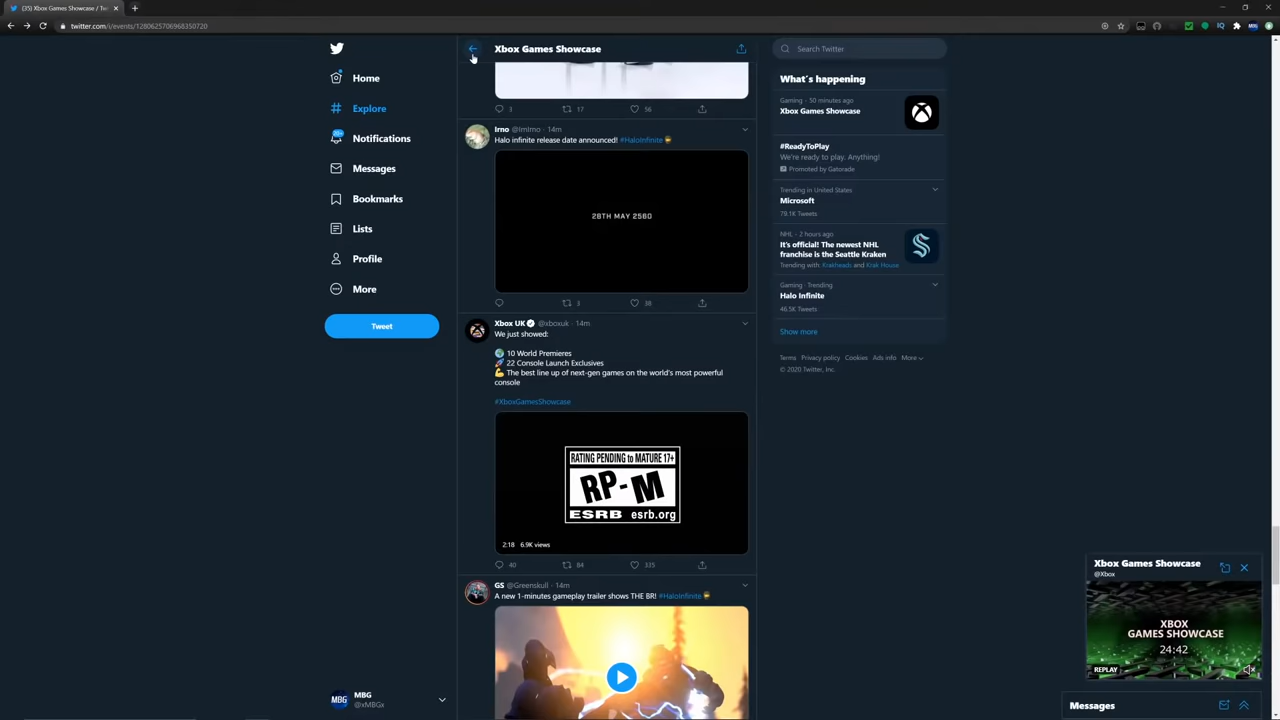 (35) Xbox Games Showcase / Tw
twitter.com/i/events/1280625706968350720
Home
Explore
Notifications
Messages
Bookmarks
Lists
Profile
More
Tweet
MBG
MBG
@xMBGx
Xbox Games Showcase
3
17
56
Irno @ImIrno · 14m
Halo infinite release date announced! #HaloInfinite
28TH MAY 2560
3
38
Xbox UK @xboxuk · 14m
We just showed:
10 World Premieres
22 Console Launch Exclusives
The best line up of next-gen games on the world's most powerful
console
#XboxGamesShowcase
RATING PENDING to MATURE 17+
RP-M
ESRB esrb.org
2:18 6.9K views
40
84
335
GS @Greenskull · 14m
A new 1-minutes gameplay trailer shows THE BR! #HaloInfinite
Search Twitter
What's happening
Gaming · 50 minutes ago
Xbox Games Showcase
#ReadyToPlay
We're ready to play. Anything!
Promoted by Gatorade
Trending in United States
Microsoft
79.1K Tweets
NHL · 2 hours ago
It's official! The newest NHL
franchise is the Seattle Kraken
Trending with: Krakheads and Krak House
Gaming · Trending
Halo Infinite
46.5K Tweets
Show more
Terms Privacy policy Cookies Ads info More
© 2020 Twitter, Inc.
Xbox Games Showcase
@Xbox
XBOX
GAMES SHOWCASE
24:42
REPLAY
Messages